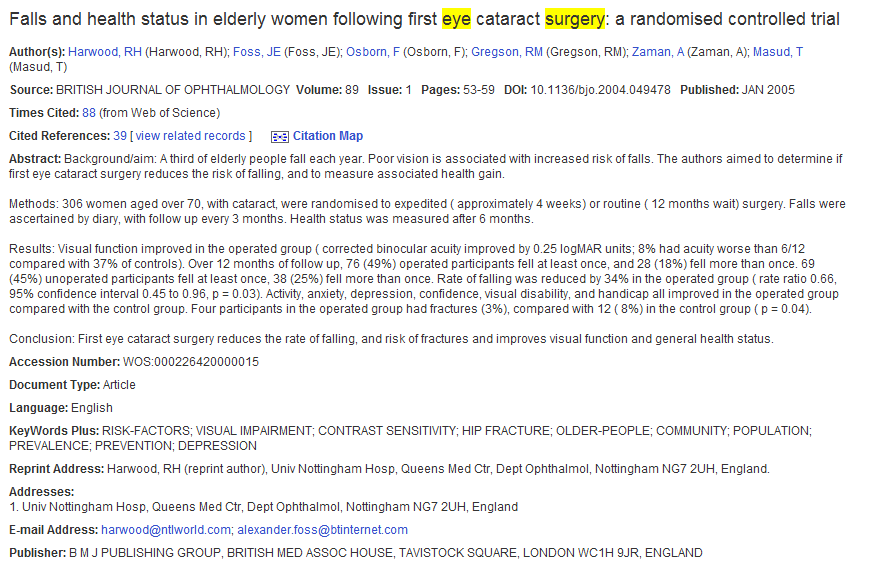 Falls and health status in elderly women following first eye cataract surgery: a randomised controlled trial
Author(s): Harwood, RH (Harwood, RH); Foss, JE (Foss, JE); Osborn, F (Osborn, F); Gregson, RM (Gregson, RM); Zaman, A (Zaman, A); Masud, T
(Masud, T)
Source: BRITISH JOURNAL OF OPHTHALMOLOGY Volume: 89 Issue: 1 Pages: 53-59 DOI: 10.1136/bjo.2004.049478 Published: JAN 2005
Times Cited: 88 (from Web of Science)
Cited References: 39 [ view related records ] Citation Map
Abstract: Background/aim: A third of elderly people fall each year. Poor vision is associated with increased risk of falls. The authors aimed to determine if
first eye cataract surgery reduces the risk of falling, and to measure associated health gain.
Methods: 306 women aged over 70, with cataract, were randomised to expedited ( approximately 4 weeks) or routine ( 12 months wait) surgery. Falls were
ascertained by diary, with follow up every 3 months. Health status was measured after 6 months.
Results: Visual function improved in the operated group ( corrected binocular acuity improved by 0.25 logMAR units; 8% had acuity worse than 6/12
compared with 37% of controls). Over 12 months of follow up, 76 (49%) operated participants fell at least once, and 28 (18%) fell more than once. 69
(45%) unoperated participants fell at least once, 38 (25%) fell more than once. Rate of falling was reduced by 34% in the operated group ( rate ratio 0.66,
95% confidence interval 0.45 to 0.96, p = 0.03). Activity, anxiety, depression, confidence, visual disability, and handicap all improved in the operated group
compared with the control group. Four participants in the operated group had fractures (3%), compared with 12 ( 8%) in the control group ( p = 0.04).
Conclusion: First eye cataract surgery reduces the rate of falling, and risk of fractures and improves visual function and general health status.
Accession Number: WOS:000226420000015
Document Type: Article
Language: English
KeyWords Plus: RISK-FACTORS; VISUAL IMPAIRMENT; CONTRAST SENSITIVITY; HIP FRACTURE; OLDER-PEOPLE; COMMUNITY; POPULATION;
PREVALENCE; PREVENTION; DEPRESSION
Reprint Address: Harwood, RH (reprint author), Univ Nottingham Hosp, Queens Med Ctr, Dept Ophthalmol, Nottingham NG7 2UH, England.
Addresses:
1. Univ Nottingham Hosp, Queens Med Ctr, Dept Ophthalmol, Nottingham NG7 2UH, England
E-mail Address: harwood@ntlworld.com; alexander.foss@btinternet.com
Publisher: B M J PUBLISHING GROUP, BRITISH MED ASSOC HOUSE, TAVISTOCK SQUARE, LONDON WC1H 9JR, ENGLAND